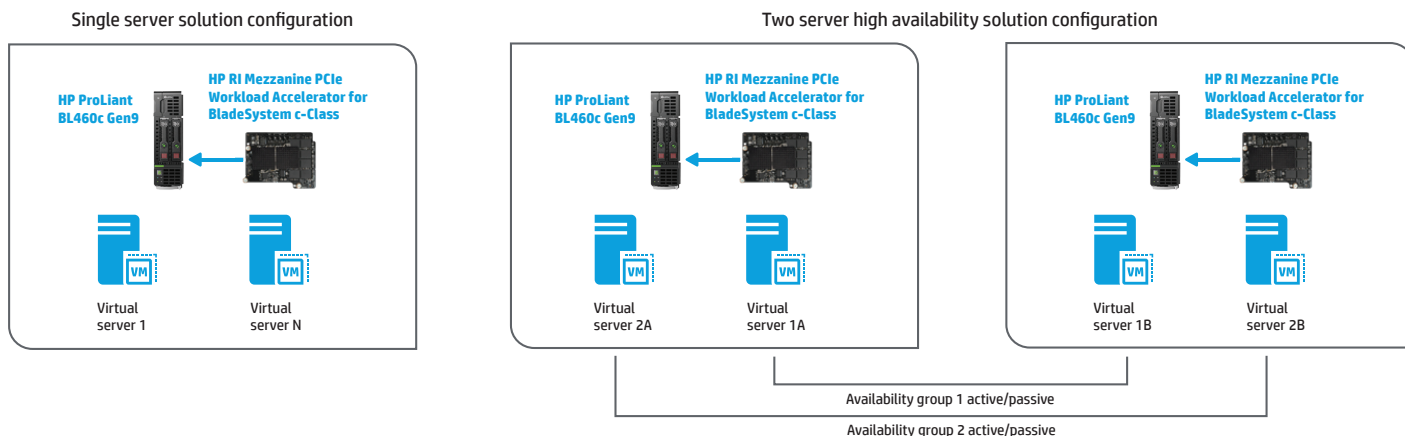 Single server solution configuration
HP ProLiant
BL460c Gen9
HP RI Mezzanine PCIe
Workload Accelerator for
BladeSystem c-Class
VM
VM
Virtual
server 1
Virtual
server N
Two server high availability solution configuration
HP ProLiant
BL460c Gen9
HP RI Mezzanine PCIe
Workload Accelerator for
BladeSystem c-Class
VM
VM
Virtual
server 2A
Virtual
server 1A
HP ProLiant
BL460c Gen9
HP RI Mezzanine PCIe
Workload Accelerator for
BladeSystem c-Class
VM
VM
Virtual
server 1B
Virtual
server 2B
Availability group 1 active/passive
Availability group 2 active/passive